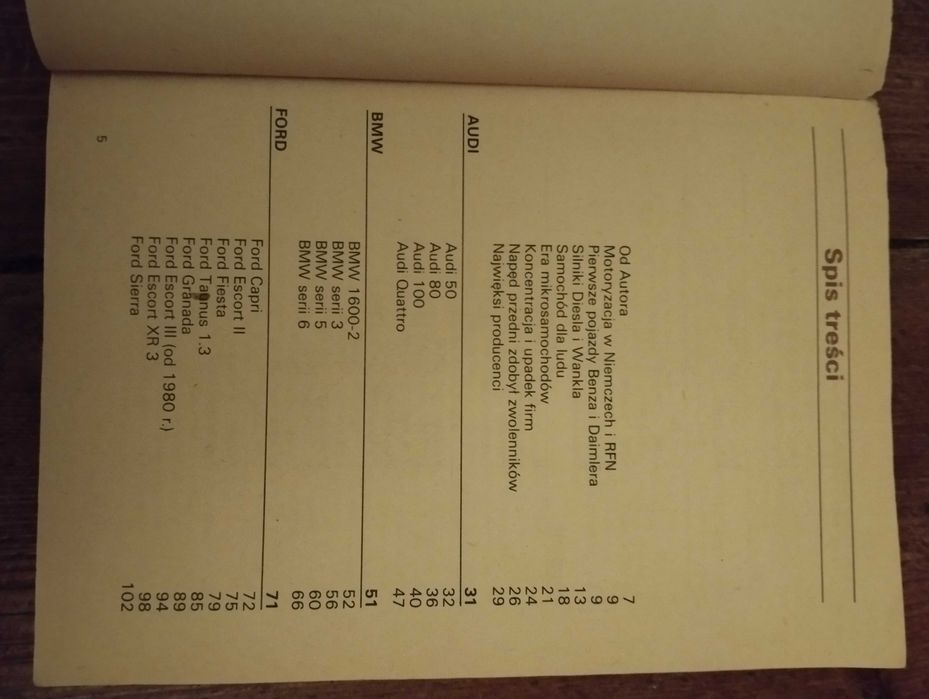 Spis treści
Od Autora 7
Motoryzacja w Niemczech i RFN 9
Pierwsze pojazdy Benza i Daimlera 9
Silniki Diesla i Wankla 13
Samochód dla ludu 18
Era mikrosamochodów 21
Koncentracja i upadek firm 24
Napęd przedni zdobył zwolenników 26
Najwięksi producenci 29
AUDI 31
Audi 50 32
Audi 80 36
Audi 100 40
Audi Quattro 47
BMW 51
BMW 1600-2 52
BMW serii 3 56
BMW serii 5 60
BMW serii 6 66
FORD 71
Ford Capri 72
Ford Escort II 75
Ford Fiesta 79
Ford Taunus 1.3 85
Ford Granada 89
Ford Escort III (od 1980 r.) 94
Ford Escort XR 3 98
Ford Sierra 102
5